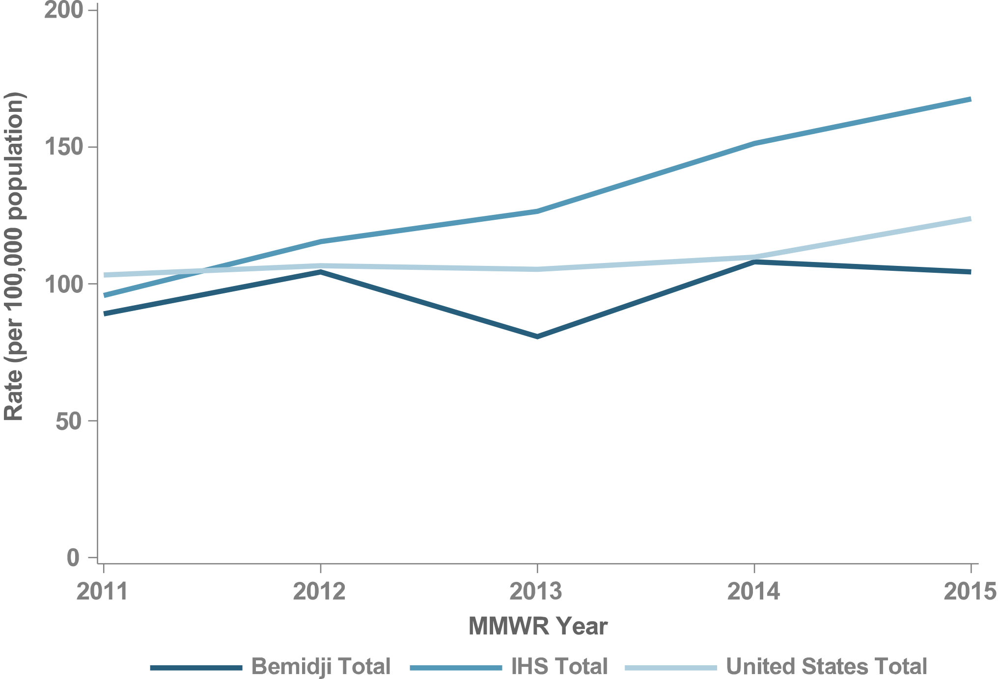 200
150
100
50
0
Rate (per 100,000 population)
2011 2012 2013 2014 2015
MMWR Year
Bemidji Total IHS Total United States Total